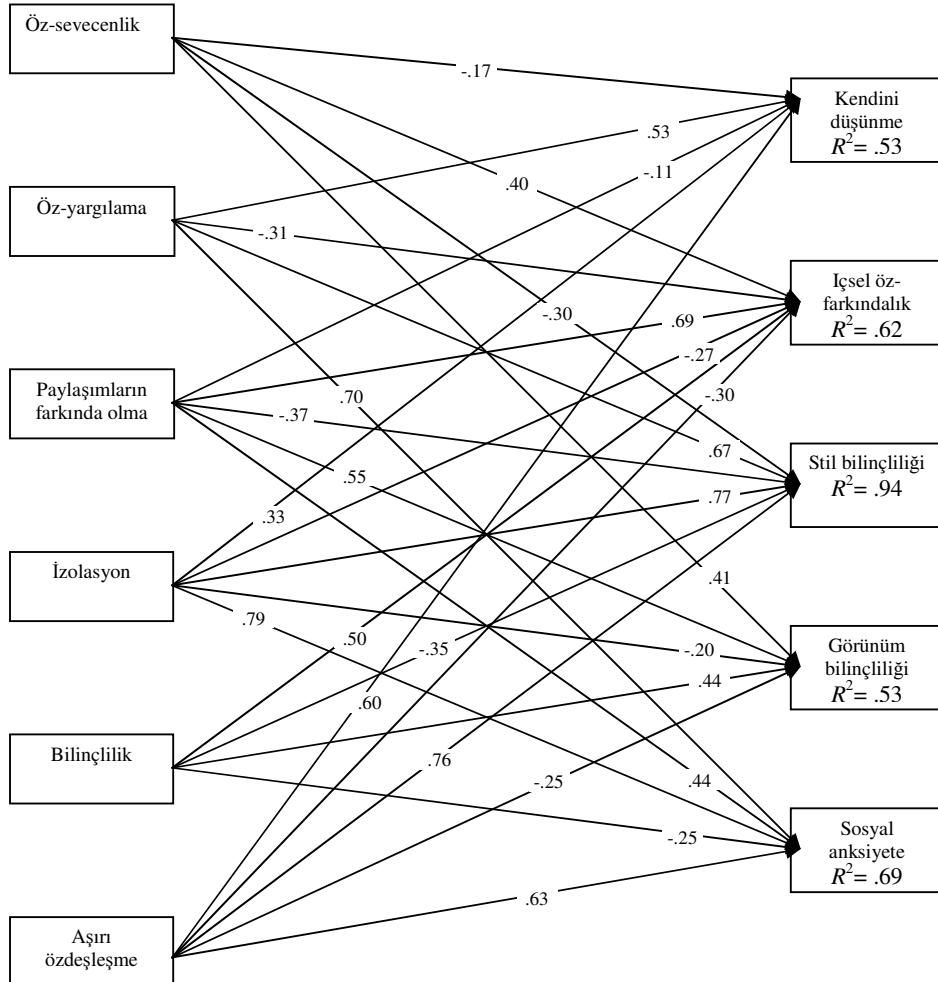 Öz-sevecenlik
Öz-yargılama
Paylaşımların
farkında olma
İzolasyon
Bilinçlilik
Aşırı
özdeşleşme
-.17
.53
-.11
.40
-.31
-.30
.69
-.27
-.30
.70
-.37
.67
.55
.77
.33
.41
.79
.50
-.35
-.20
.44
.60
.76
-.25
.44
-.25
.63
Kendini
düşünme
R²= .53
Içsel öz-
farkındalık
R²= .62
Stil bilinçliliği
R²= .94
Görünüm
bilinçliliği
R²= .53
Sosyal
anksiyete
R²= .69